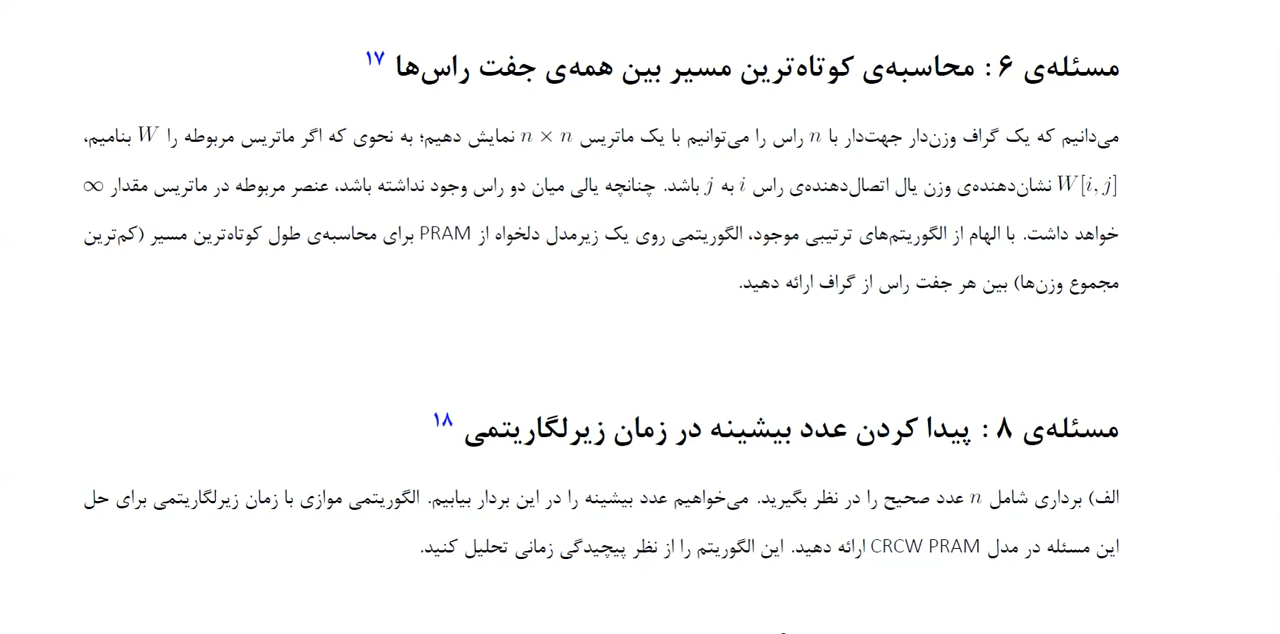 مسئله‌ی ۶ : محاسبه‌ی کوتاه‌ترین مسیر بین همه‌ی جفت راس‌ها ۱۷
می‌دانیم که یک گراف وزن‌دار جهت‌دار با n راس را می‌توانیم با یک ماتریس n × n نمایش دهیم؛ به نحوی که اگر ماتریس مربوطه را W بنامیم،
W[i, j] نشان‌دهنده‌ی وزن یال اتصال‌دهنده‌ی راس i به j باشد. چنانچه یالی میان دو راس وجود نداشته باشد، عنصر مربوطه در ماتریس مقدار ∞
خواهد داشت. با الهام از الگوریتم‌های ترتیبی موجود، الگوریتمی روی یک زیرمدل دلخواه از PRAM برای محاسبه‌ی طول کوتاه‌ترین مسیر (کم‌ترین
مجموع وزن‌ها) بین هر جفت راس از گراف ارائه دهید.
مسئله‌ی ۸ : پیدا کردن عدد بیشینه در زمان زیرلگاریتمی ۱۸
الف) برداری شامل n عدد صحیح را در نظر بگیرید. می‌خواهیم عدد بیشینه را در این بردار بیابیم. الگوریتمی موازی با زمان زیرلگاریتمی برای حل
این مسئله در مدل CRCW PRAM ارائه دهید. این الگوریتم را از نظر پیچیدگی زمانی تحلیل کنید.